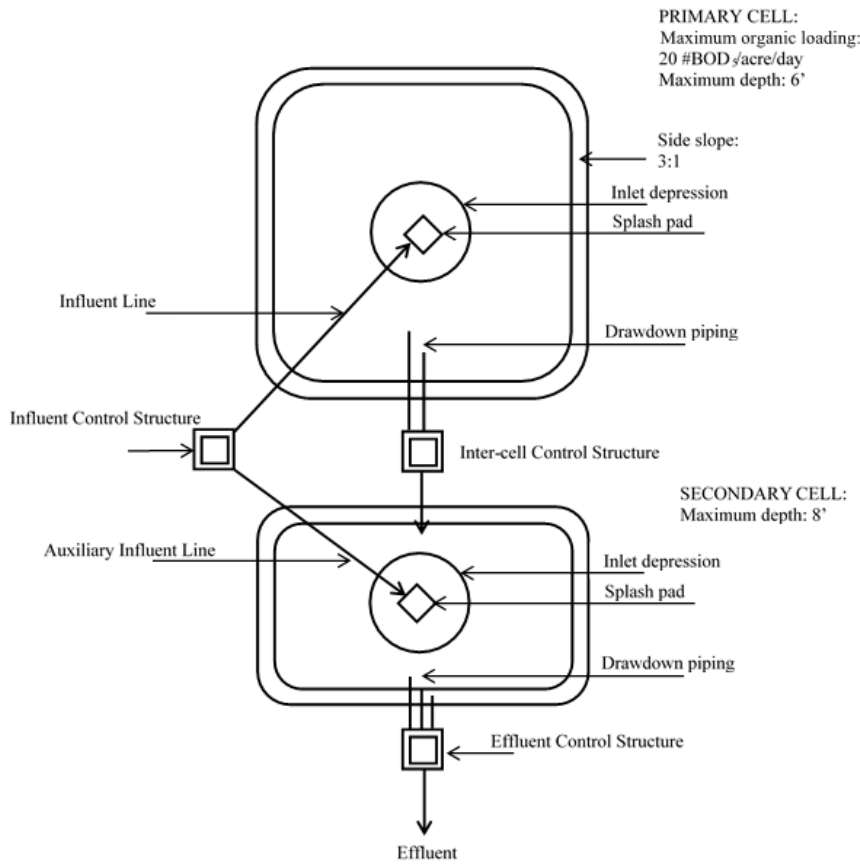 PRIMARY CELL:
Maximum organic loading:
20 #BOD₅/acre/day
Maximum depth: 6’
Side slope:
3:1
Inlet depression
Splash pad
Influent Line
Drawdown piping
Influent Control Structure
Inter-cell Control Structure
SECONDARY CELL:
Maximum depth: 8’
Auxiliary Influent Line
Inlet depression
Splash pad
Drawdown piping
Effluent Control Structure
Effluent